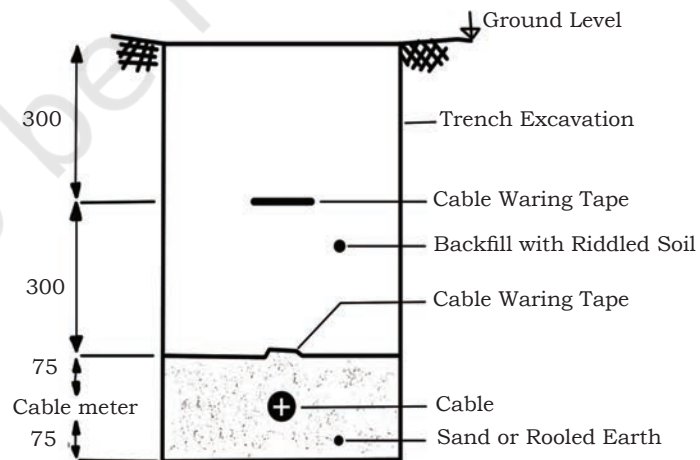 Ground Level
300
Trench Excavation
Cable Waring Tape
Backfill with Riddled Soil
300
Cable Waring Tape
75
Cable meter
Cable
75
Sand or Rooled Earth
be